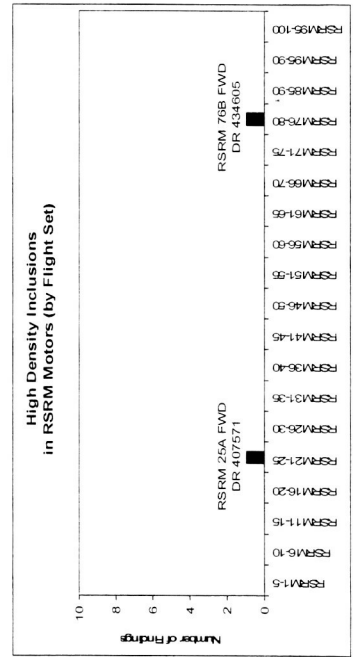 High Density Inclusions
in RSRM Motors (by Flight Set)
Number of Findings
10
8
6
4
2
0
RSRM 25A FWD
DR 407571
RSRM 76B FWD
DR 434605
RSRM1-5
RSRM6-10
RSRM11-15
RSRM16-20
RSRM21-25
RSRM26-30
RSRM31-35
RSRM36-40
RSRM41-45
RSRM46-50
RSRM51-55
RSRM56-60
RSRM61-65
RSRM66-70
RSRM71-75
RSRM76-80
RSRM85-90
RSRM95-90
RSRM95-100